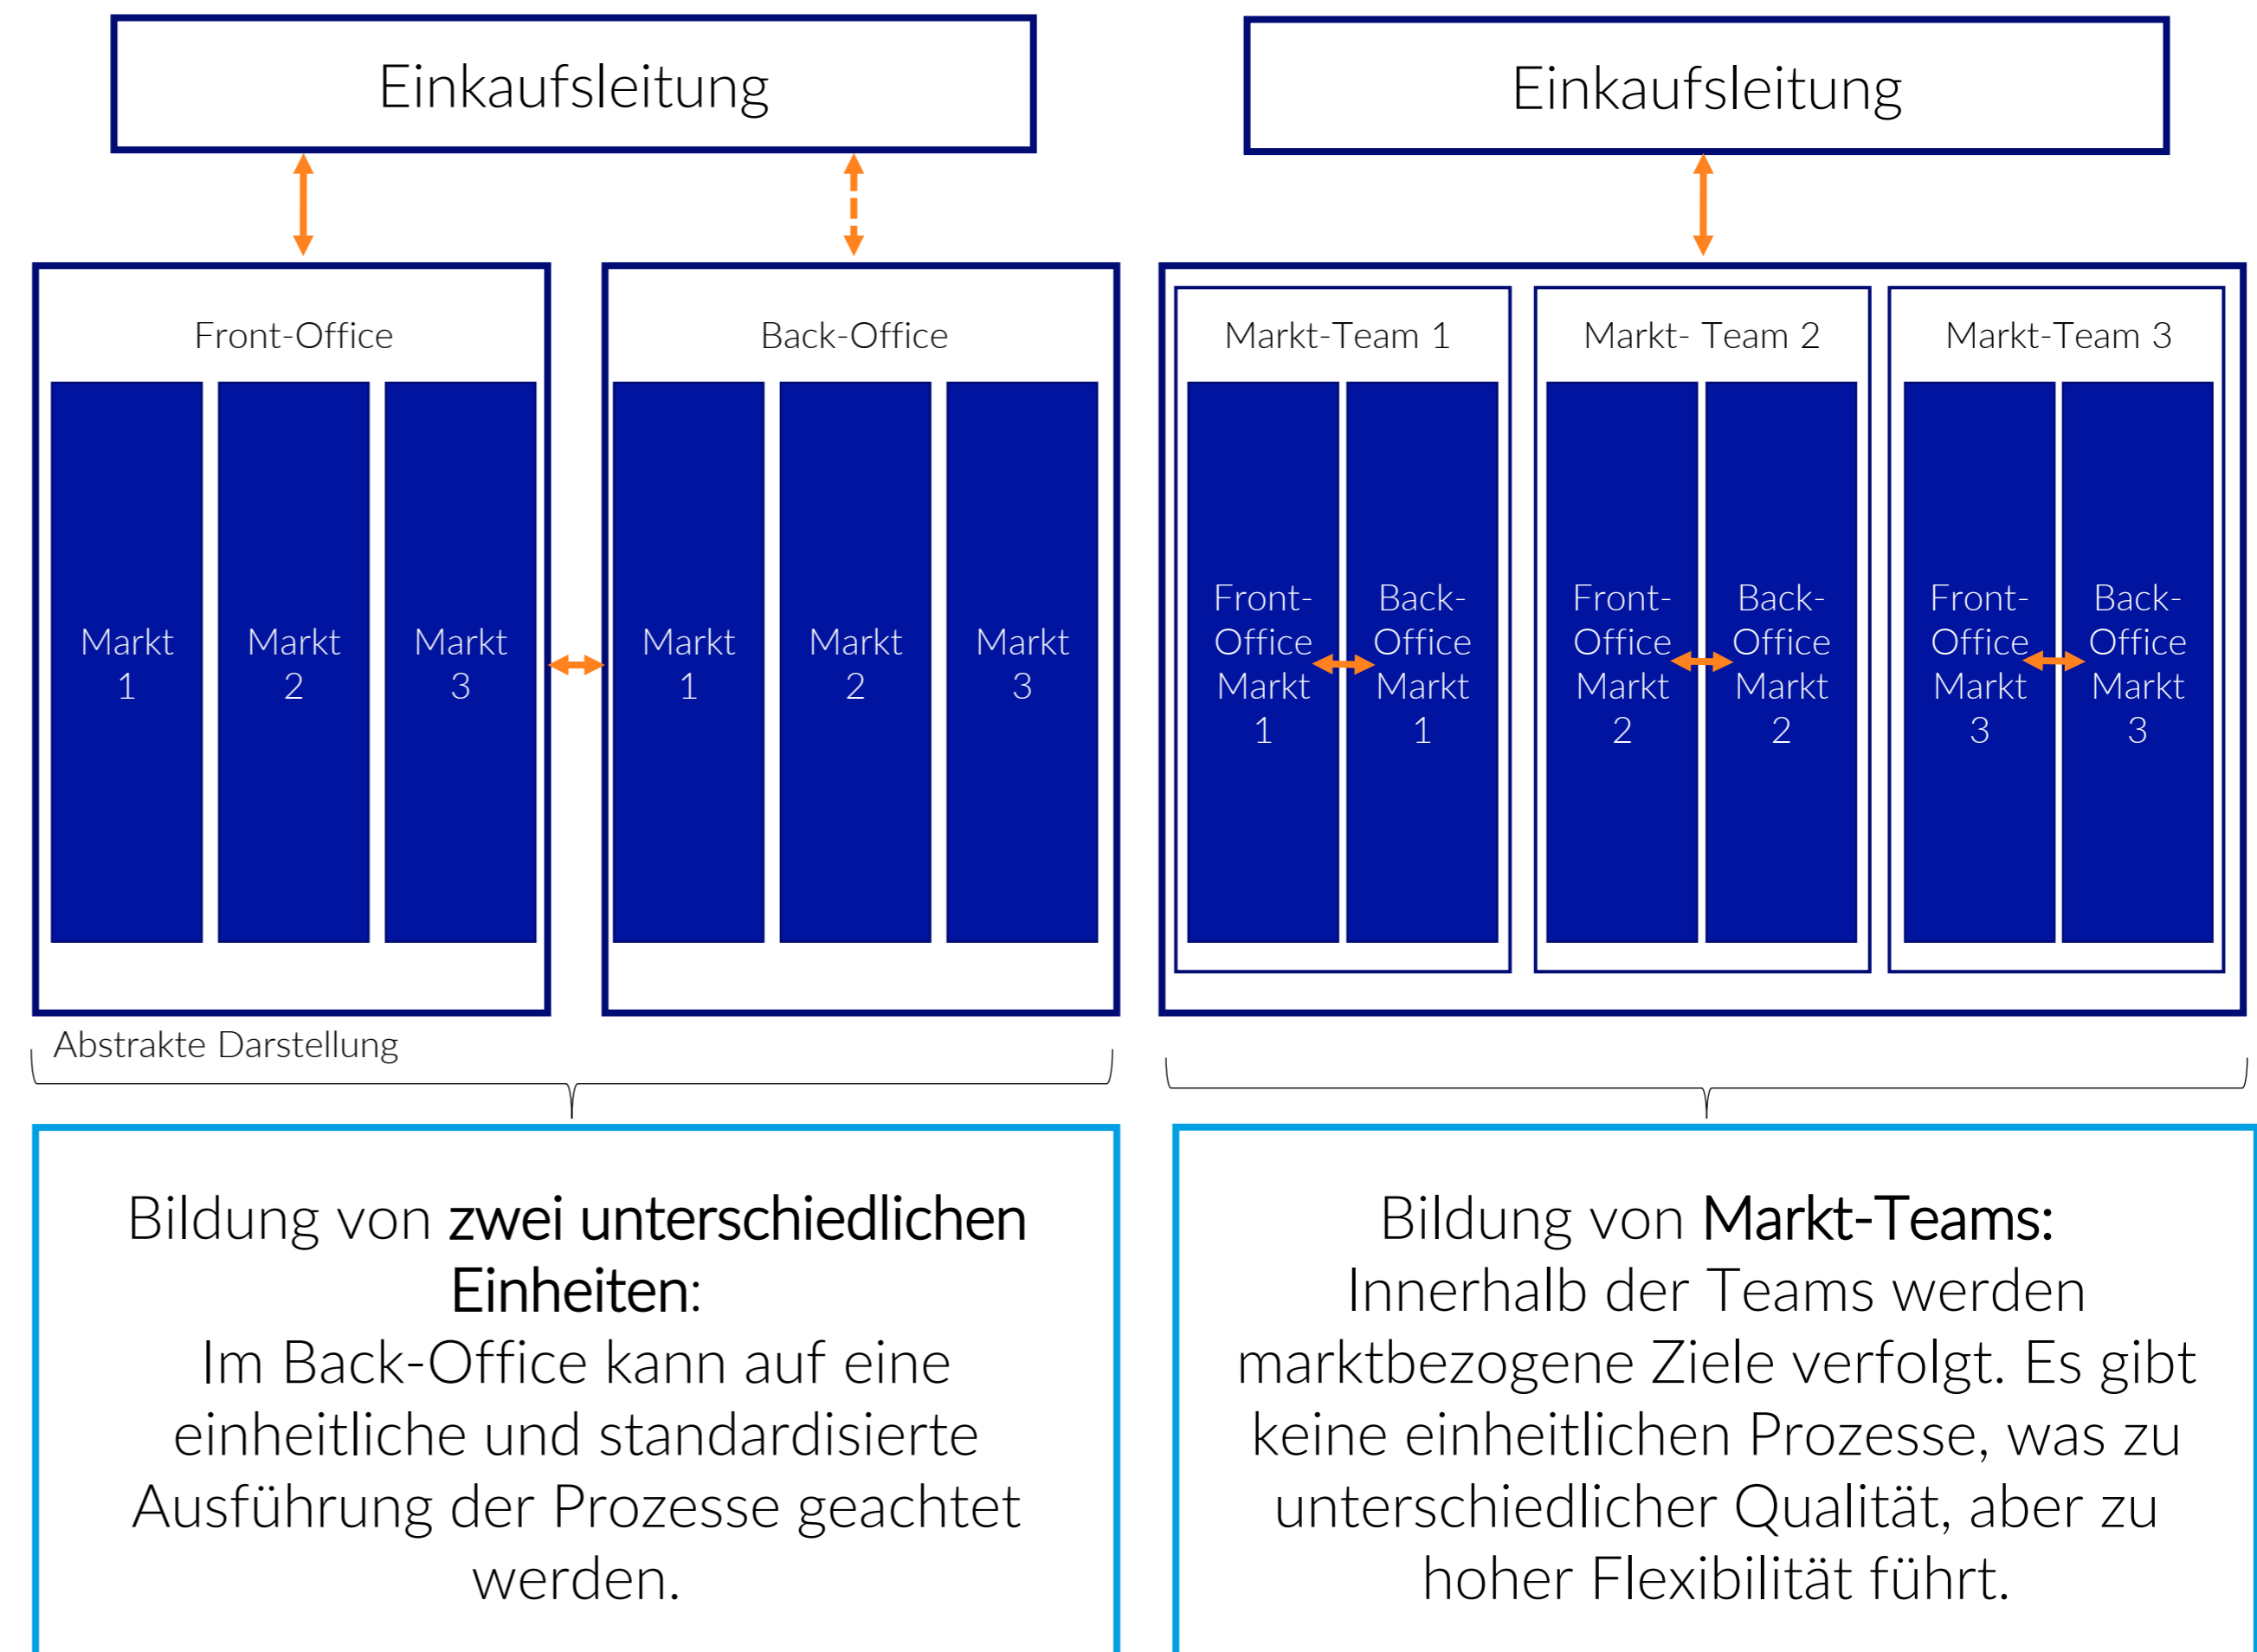 Einkaufsleitung
Front-Office
Markt
1
Markt
2
Markt
3
Back-Office
Markt
1
Markt
2
Markt
3
Abstrakte Darstellung
Bildung von zwei unterschiedlichen
Einheiten:
Im Back-Office kann auf eine
einheitliche und standardisierte
Ausführung der Prozesse geachtet
werden.
Einkaufsleitung
Markt-Team 1
Front-
Office
Markt
1
Back-
Office
Markt
1
Markt- Team 2
Front-
Office
Markt
2
Back-
Office
Markt
2
Markt-Team 3
Front-
Office
Markt
3
Back-
Office
Markt
3
Bildung von Markt-Teams:
Innerhalb der Teams werden
marktbezogene Ziele verfolgt. Es gibt
keine einheitlichen Prozesse, was zu
unterschiedlicher Qualität, aber zu
hoher Flexibilität führt.